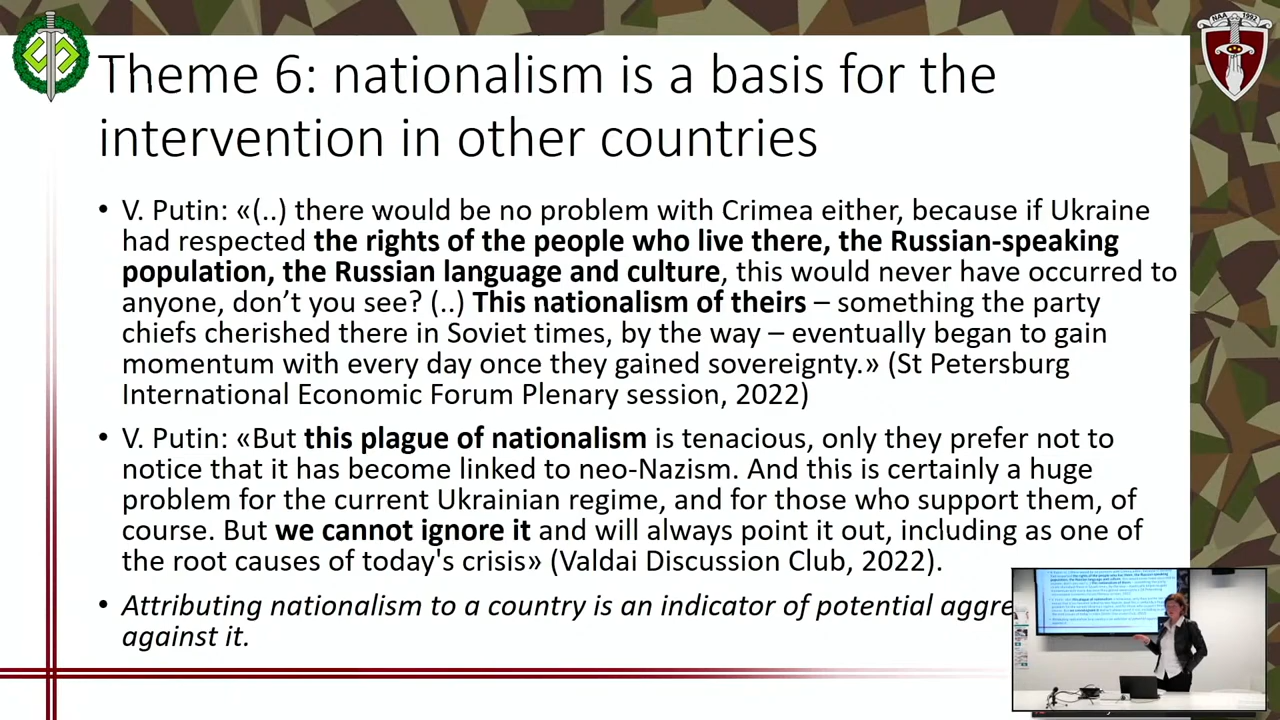 NAA 1992
Theme 6: nationalism is a basis for the
intervention in other countries
• V. Putin: «(..) there would be no problem with Crimea either, because if Ukraine
had respected the rights of the people who live there, the Russian-speaking
population, the Russian language and culture, this would never have occurred to
anyone, don’t you see? (..) This nationalism of theirs – something the party
chiefs cherished there in Soviet times, by the way – eventually began to gain
momentum with every day once they gained sovereignty.» (St Petersburg
International Economic Forum Plenary session, 2022)
• V. Putin: «But this plague of nationalism is tenacious, only they prefer not to
notice that it has become linked to neo-Nazism. And this is certainly a huge
problem for the current Ukrainian regime, and for those who support them, of
course. But we cannot ignore it and will always point it out, including as one of
the root causes of today's crisis» (Valdai Discussion Club, 2022).
• Attributing a country is an indicator of
against it.